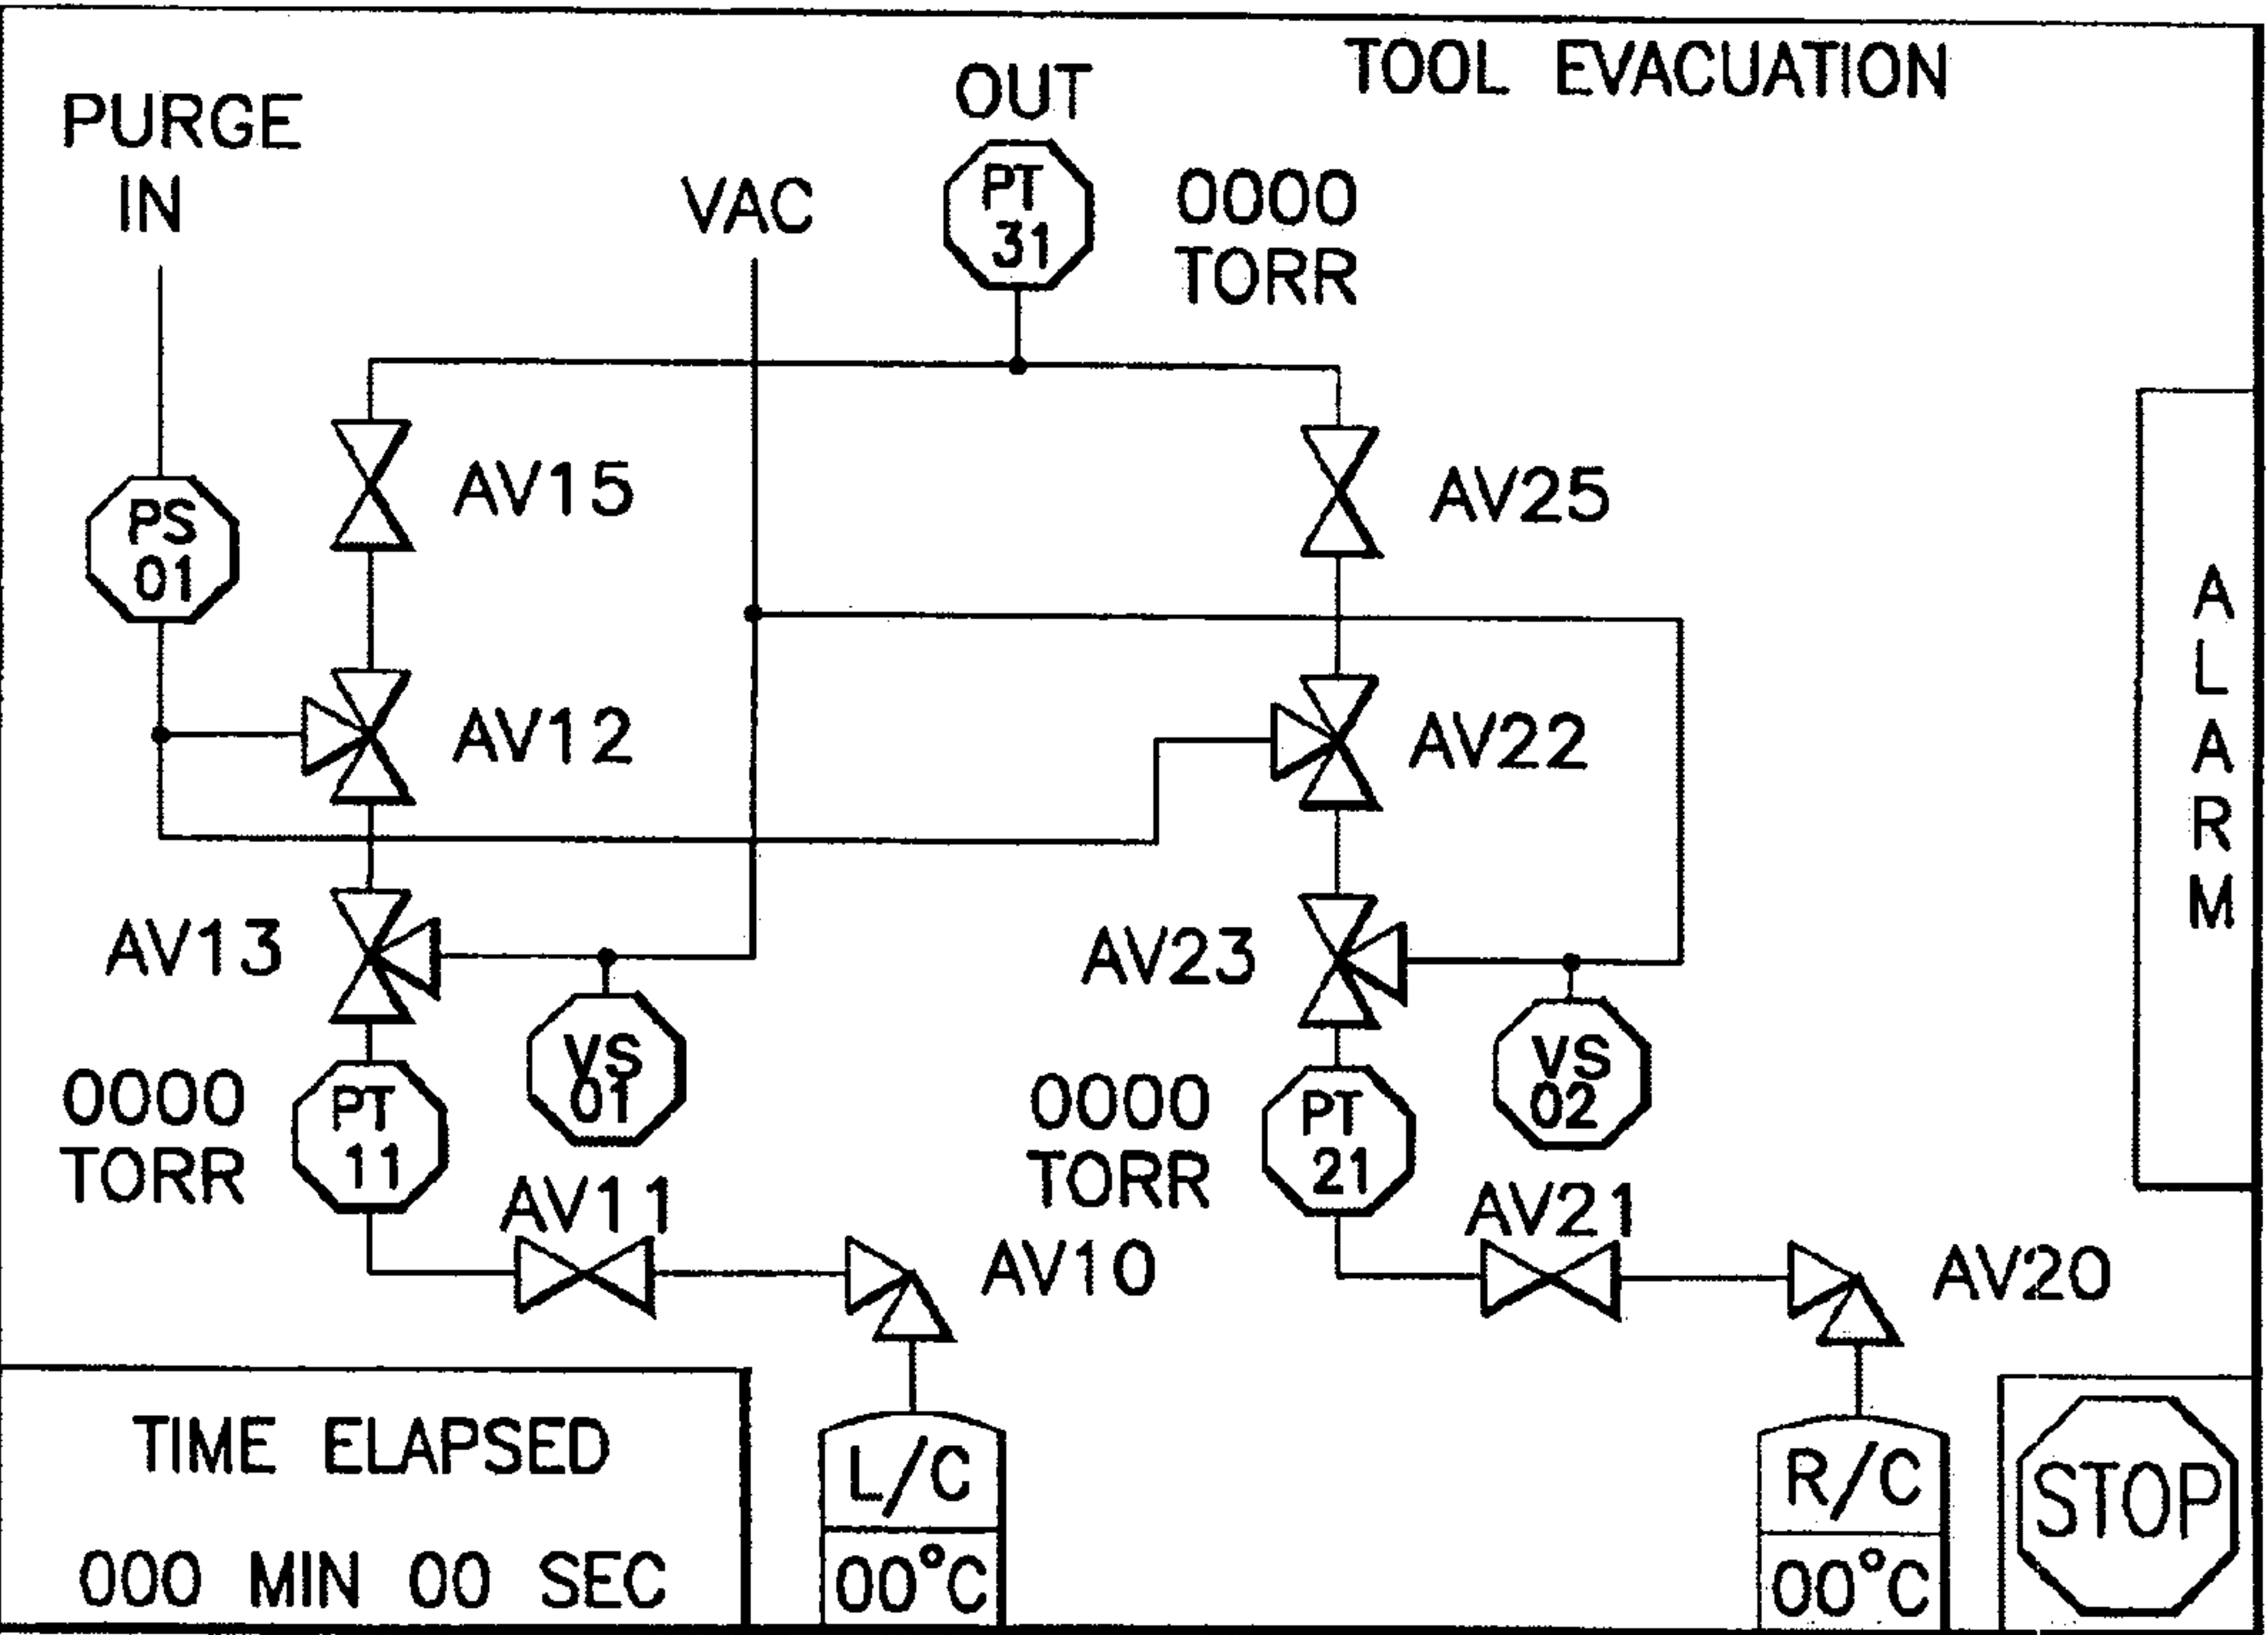 TOOL EVACUATION
OUT
PURGE
IN
VAC
PT
31
0000
TORR
PS
01
AV15
AV25
AV12
AV22
AV13
AV23
VS
01
VS
02
0000
TORR
PT
11
0000
TORR
PT
21
AV11
AV21
AV10
AV20
A
L
A
R
M
TIME ELAPSED
000 MIN 00 SEC
L/C
00°C
R/C
00°C
STOP